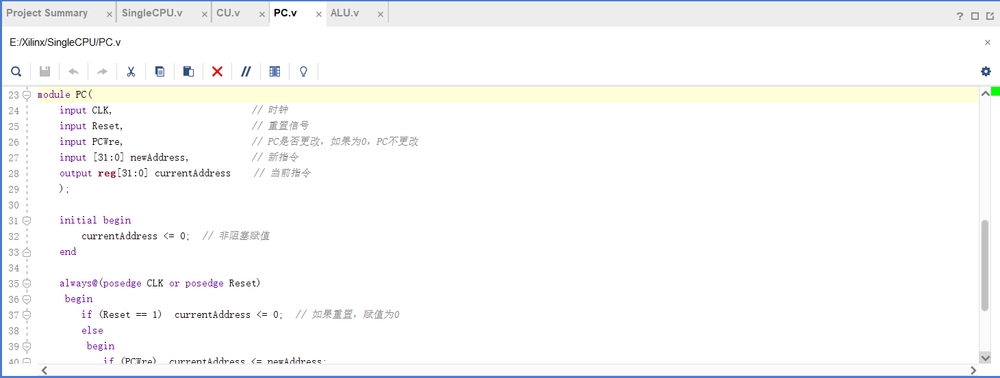 Project Summary × SingleCPU.v × CU.v × PC.v × ALU.v × ?
E:/Xilinx/SingleCPU/PC.v ×
23 module PC(
24 input CLK, // 时钟
25 input Reset, // 重置信号
26 input PCWre, // PC是否更改，如果为0，PC不更改
27 input [31:0] newAddress, // 新指令
28 output reg[31:0] currentAddress // 当前指令
29 );
30
31 initial begin
32 currentAddress <= 0; // 非阻塞赋值
33 end
34
35 always@(posedge CLK or posedge Reset)
36 begin
37 if (Reset == 1) currentAddress <= 0; // 如果重置，赋值为0
38 else
39 begin
40 if (PCWre) currentAddress <= newAddress;